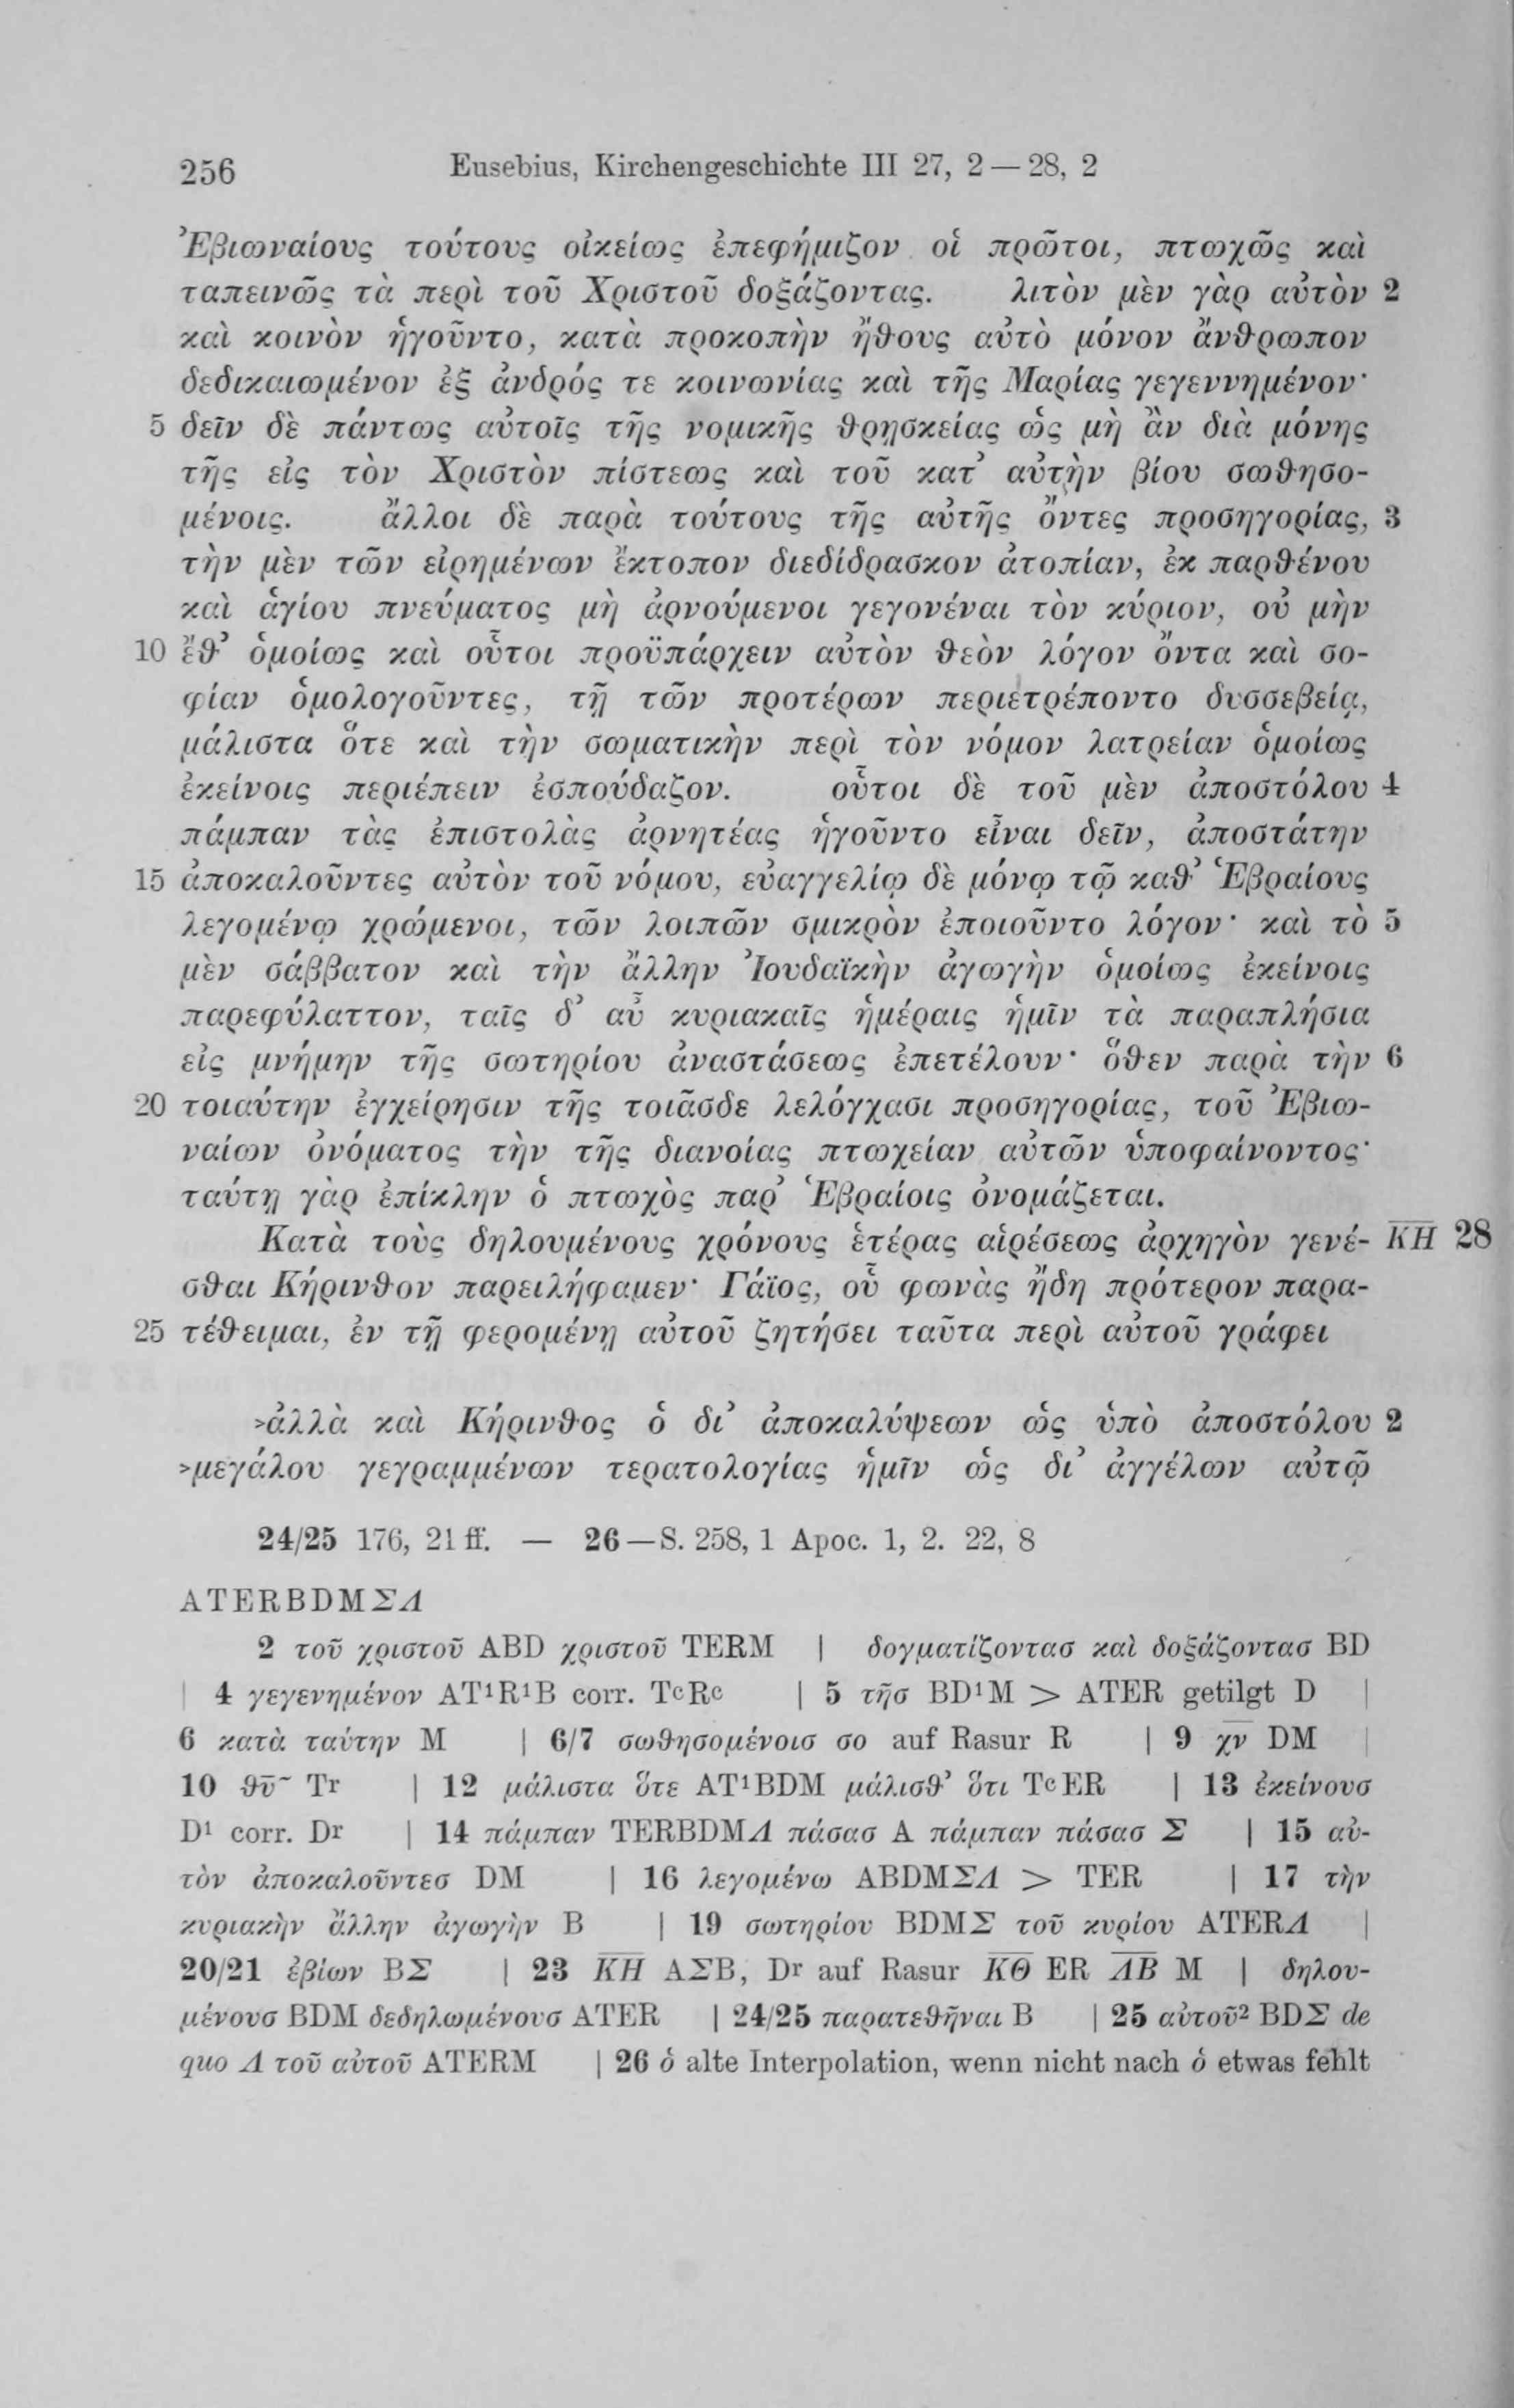 256 Eusebius, Kirchengeschichte III 27, 2 — 28, 2
Ἐβιωναίους τούτους οἰκείως ἐπεφήμιζον οἱ πρῶτοι, πτωχῶς καὶ
ταπεινῶς τὰ περὶ τοῦ Χριστοῦ δοξάζοντας. λιτὸν μὲν γὰρ αὐτὸν 2
καὶ κοινὸν ἡγοῦντο, κατὰ προκοπὴν ἤθους αὐτὸ μόνον ἄνθρωπον
δεδικαιωμένον ἐξ ἀνδρός τε κοινωνίας καὶ τῆς Μαρίας γεγεννημένον·
5 δεῖν δὲ πάντως αὐτοῖς τῆς νομικῆς θρησκείας ὡς μὴ ἂν διὰ μόνης
τῆς εἰς τὸν Χριστὸν πίστεως καὶ τοῦ κατ’ αὐτὴν βίου σωθησο-
μένοις. ἄλλοι δὲ παρὰ τούτους τῆς αὐτῆς ὄντες προσηγορίας, 3
τὴν μὲν τῶν εἰρημένων ἔκτοπον διεδίδρασκον ἀτοπίαν, ἐκ παρθένου
καὶ ἁγίου πνεύματος μὴ ἀρνούμενοι γεγονέναι τὸν κύριον, οὐ μὴν
10 ἔθ’ ὁμοίως καὶ οὗτοι προϋπάρχειν αὐτὸν θεὸν λόγον ὄντα καὶ σο-
φίαν ὁμολογοῦντες, τῇ τῶν προτέρων περιετρέποντο δυσσεβείᾳ,
μάλιστα ὅτε καὶ τὴν σωματικὴν περὶ τὸν νόμον λατρείαν ὁμοίως
ἐκείνοις περιέπειν ἐσπούδαζον. οὗτοι δὲ τοῦ μὲν ἀποστόλου 4
πάμπαν τὰς ἐπιστολὰς ἀρνητέας ἡγοῦντο εἶναι δεῖν, ἀποστάτην
15 ἀποκαλοῦντες αὐτὸν τοῦ νόμου, εὐαγγελίῳ δὲ μόνῳ τῷ καθ’ Ἑβραίους
λεγομένῳ χρώμενοι, τῶν λοιπῶν σμικρὸν ἐποιοῦντο λόγον· καὶ τὸ 5
μὲν σάββατον καὶ τὴν ἄλλην Ἰουδαϊκὴν ἀγωγὴν ὁμοίως ἐκείνοις
παρεφύλαττον, ταῖς δ’ αὖ κυριακαῖς ἡμέραις ἡμῖν τὰ παραπλήσια
εἰς μνήμην τῆς σωτηρίου ἀναστάσεως ἐπετέλουν· ὅθεν παρὰ τὴν 6
20 τοιαύτην ἐγχείρησιν τῆς τοιᾶσδε λελόγχασι προσηγορίας, τοῦ Ἐβιω-
ναίων ὀνόματος τὴν τῆς διανοίας πτωχείαν αὐτῶν ὑποφαίνοντος·
ταύτῃ γὰρ ἐπίκλην ὁ πτωχὸς παρ’ Ἑβραίοις ὀνομάζεται.
Κατὰ τοὺς δηλουμένους χρόνους ἑτέρας αἱρέσεως ἀρχηγὸν γενέ- Κ̅Η̅ 28
σθαι Κήρινθον παρειλήφαμεν· Γάϊος, οὗ φωνὰς ἤδη πρότερον παρα-
25 τέθειμαι, ἐν τῇ φερομένῃ αὐτοῦ ζητήσει ταῦτα περὶ αὐτοῦ γράφει
>ἀλλὰ καὶ Κήρινθος ὁ δι’ ἀποκαλύψεων ὡς ὑπὸ ἀποστόλου 2
>μεγάλου γεγραμμένων τερατολογίας ἡμῖν ὡς δι’ ἀγγέλων αὐτῷ
24/25 176, 21 ff. — 26—S. 258, 1 Apoc. 1, 2. 22, 8
ATERBDMΣΛ
2 τοῦ χριστοῦ ABD χριστοῦ TERM | δογματίζοντασ καὶ δοξάζοντασ BD
| 4 γεγενημένον AT¹R¹B corr. TᶜRᶜ | 5 τῆσ BD¹M > ATER getilgt D |
6 κατὰ ταύτην M | 6/7 σωθησομένοισ σο auf Rasur R | 9 χ̅ν̅ DM |
10 θῡ῀ Tʳ | 12 μάλιστα ὅτε AT¹BDM μάλισθ’ ὅτι TᶜER | 13 ἐκείνουσ
D¹ corr. Dʳ | 14 πάμπαν TERBDMΛ πάσασ A πάμπαν πάσασ Σ | 15 αὐ-
τὸν ἀποκαλοῦντεσ DM | 16 λεγομένω ABDMΣΛ > TER | 17 τὴν
κυριακὴν ἄλλην ἀγωγὴν B | 19 σωτηρίου BDMΣ τοῦ κυρίου ATERΛ |
20/21 ἐβίων BΣ | 23 Κ̅Η̅ AΣB, Dʳ auf Rasur Κ̅Θ̅ ER Λ̅Β̅ M | δηλου-
μένουσ BDM δεδηλωμένουσ ATER | 24/25 παρατεθῆναι B | 25 αὐτοῦ² BDΣ de
quo Λ τοῦ αὐτοῦ ATERM | 26 ὁ alte Interpolation, wenn nicht nach ὁ etwas fehlt